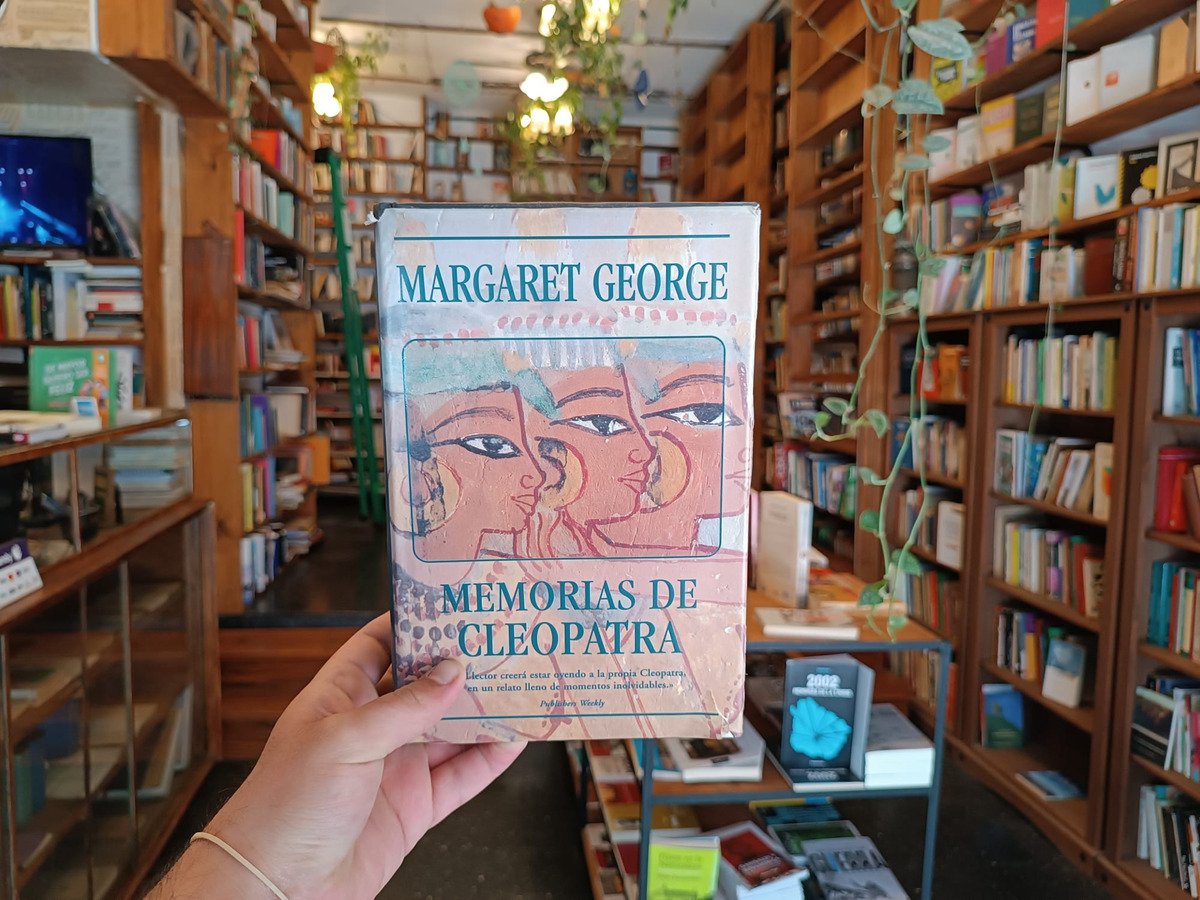 MARGARET GEORGE
MEMORIAS DE
CLEOPATRA
Lector creerá estar oyendo a la propia Cleopatra,
en un relato lleno de momentos inolvidables.»
Publishers Weekly
2002